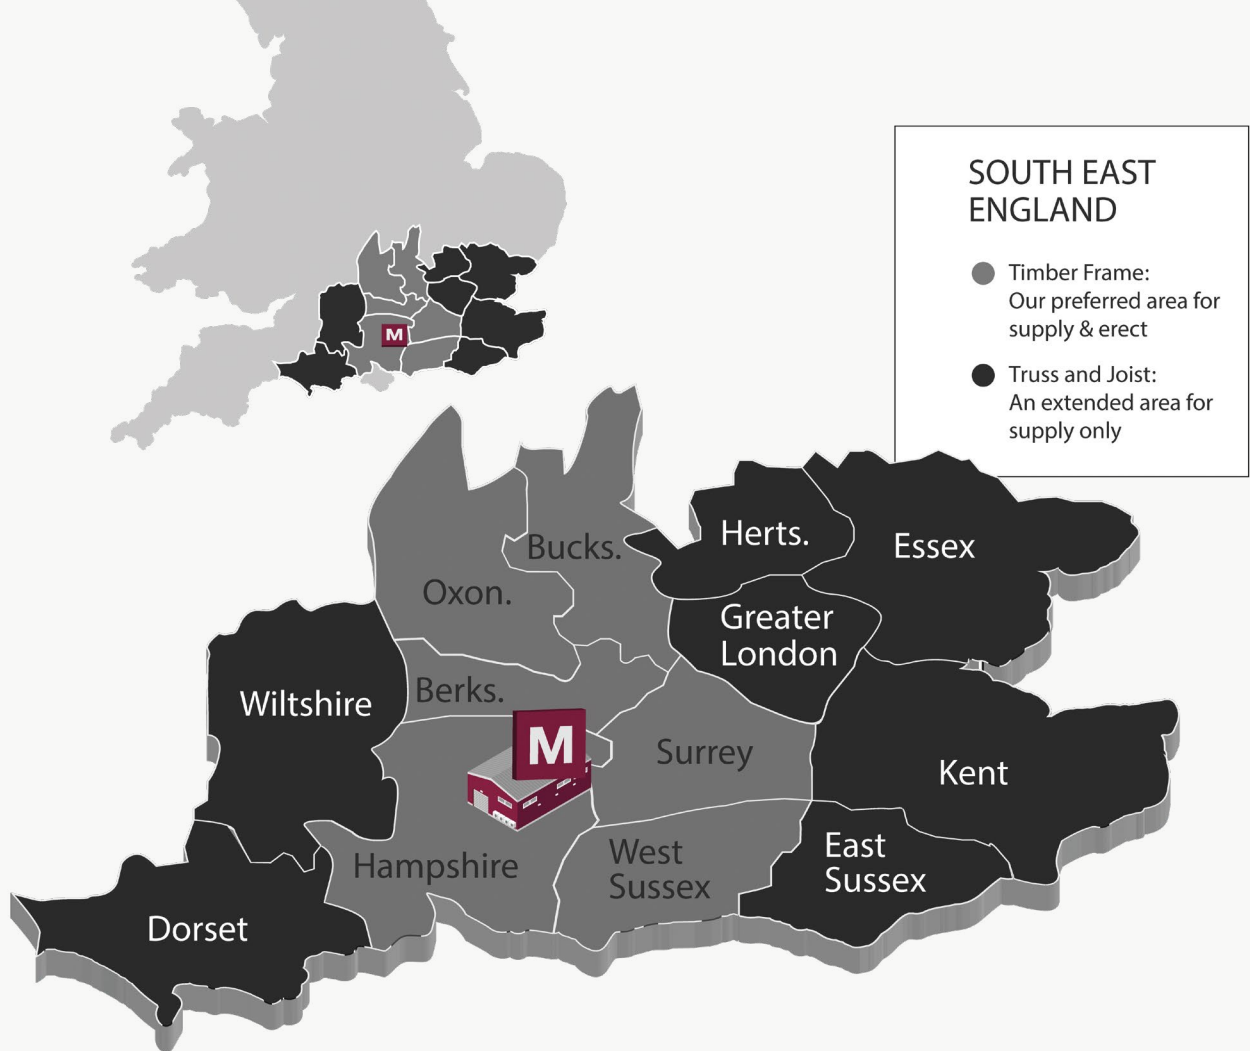 M
SOUTH EAST
ENGLAND
Timber Frame:
Our preferred area for
supply & erect
Truss and Joist:
An extended area for
supply only
Bucks.
Herts.
Essex
Oxon.
Greater
London
Berks.
Wiltshire
M
Surrey
Kent
Hampshire
West
Sussex
East
Sussex
Dorset